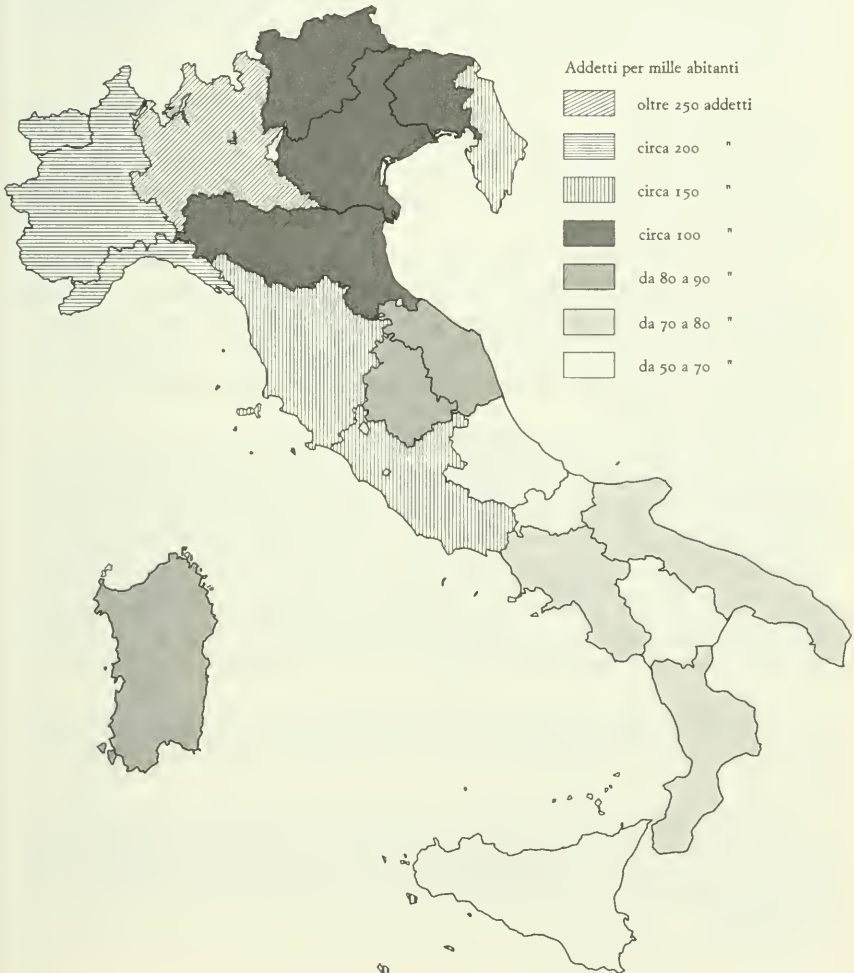 Addetti per mille abitanti
oltre 250 addetti
circa 200 "
circa 150 "
circa 100 "
da 80 a 90 "
da 70 a 80 "
da 50 a 70 "